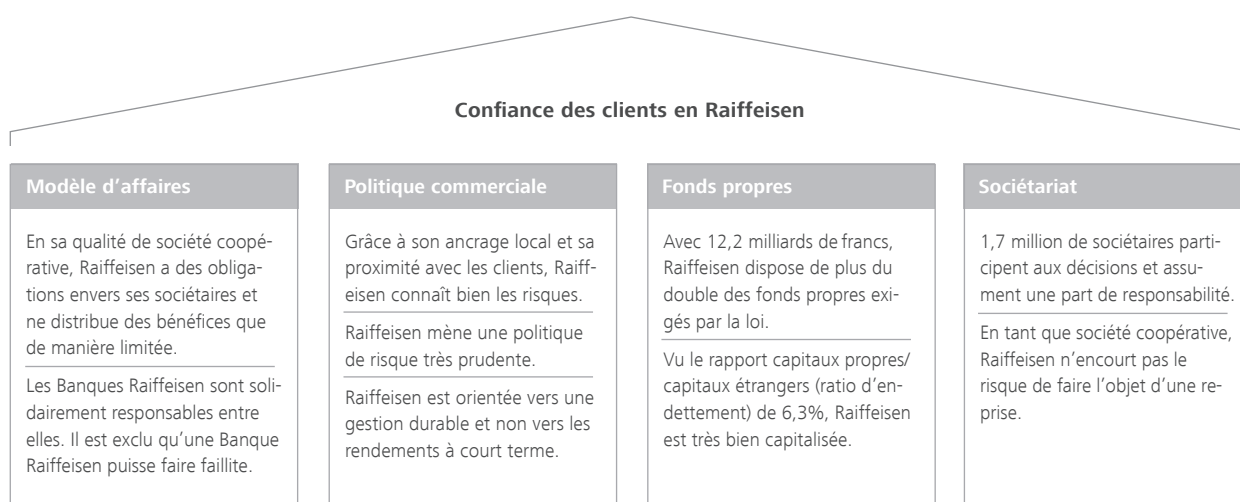 Confiance des clients en Raiffeisen
Modèle d’affaires
En sa qualité de société coopé-
rative, Raiffeisen a des obliga-
tions envers ses sociétaires et
ne distribue des bénéfices que
de manière limitée.
Les Banques Raiffeisen sont soli-
dairement responsables entre
elles. Il est exclu qu’une Banque
Raiffeisen puisse faire faillite.
Politique commerciale
Grâce à son ancrage local et sa
proximité avec les clients, Raiff-
eisen connaît bien les risques.
Raiffeisen mène une politique
de risque très prudente.
Raiffeisen est orientée vers une
gestion durable et non vers les
rendements à court terme.
Fonds propres
Avec 12,2 milliards de francs,
Raiffeisen dispose de plus du
double des fonds propres exi-
gés par la loi.
Vu le rapport capitaux propres/
capitaux étrangers (ratio d’en-
dettement) de 6,3%, Raiffeisen
est très bien capitalisée.
Sociétariat
1,7 million de sociétaires parti-
cipent aux décisions et assu-
ment une part de responsabilité.
En tant que société coopérative,
Raiffeisen n’encourt pas le
risque de faire l’objet d’une re-
prise.